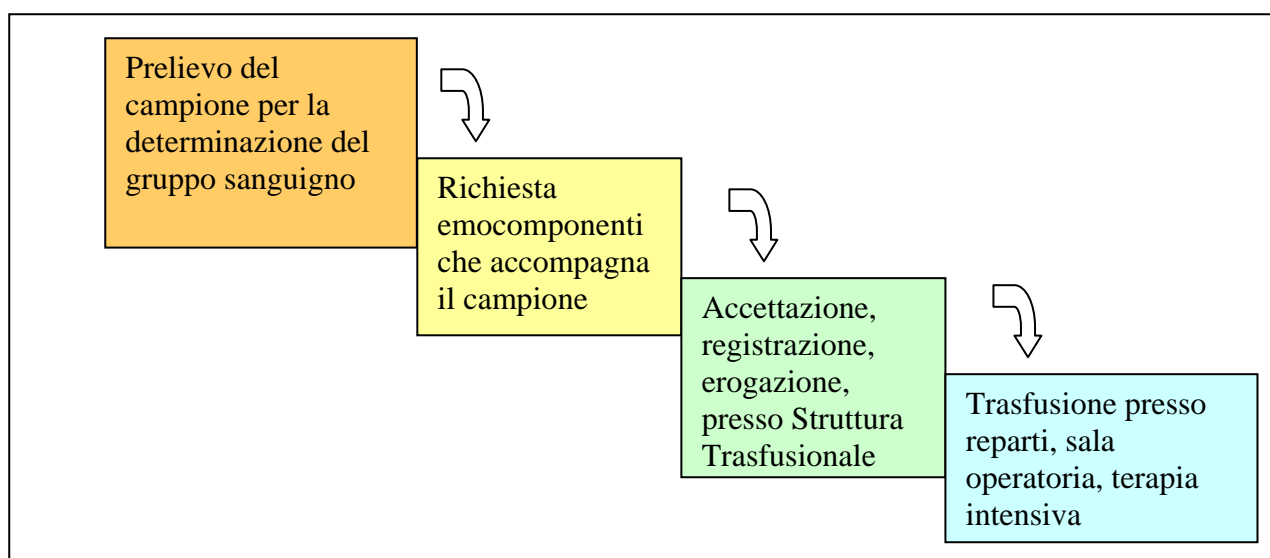 Prelievo del
campione per la
determinazione del
gruppo sanguigno
Richiesta
emocomponenti
che accompagna
il campione
Accettazione,
registrazione,
erogazione,
presso Struttura
Trasfusionale
Trasfusione presso
reparti, sala
operatoria, terapia
intensiva